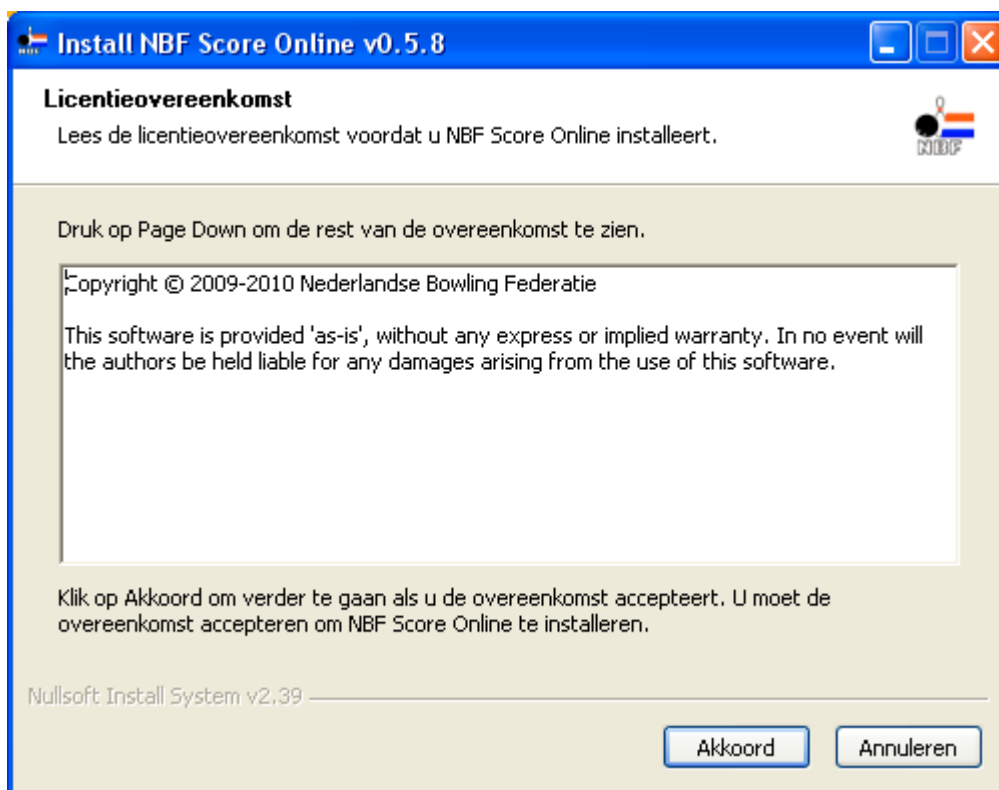 Install NBF Score Online v0.5.8
Licentieovereenkomst
Lees de licentieovereenkomst voordat u NBF Score Online installeert.
NBF
Druk op Page Down om de rest van de overeenkomst te zien.
Copyright © 2009-2010 Nederlandse Bowling Federatie
This software is provided 'as-is', without any express or implied warranty. In no event will
the authors be held liable for any damages arising from the use of this software.
Klik op Akkoord om verder te gaan als u de overeenkomst accepteert. U moet de
overeenkomst accepteren om NBF Score Online te installeren.
Nullsoft Install System v2.39
Akkoord
Annuleren